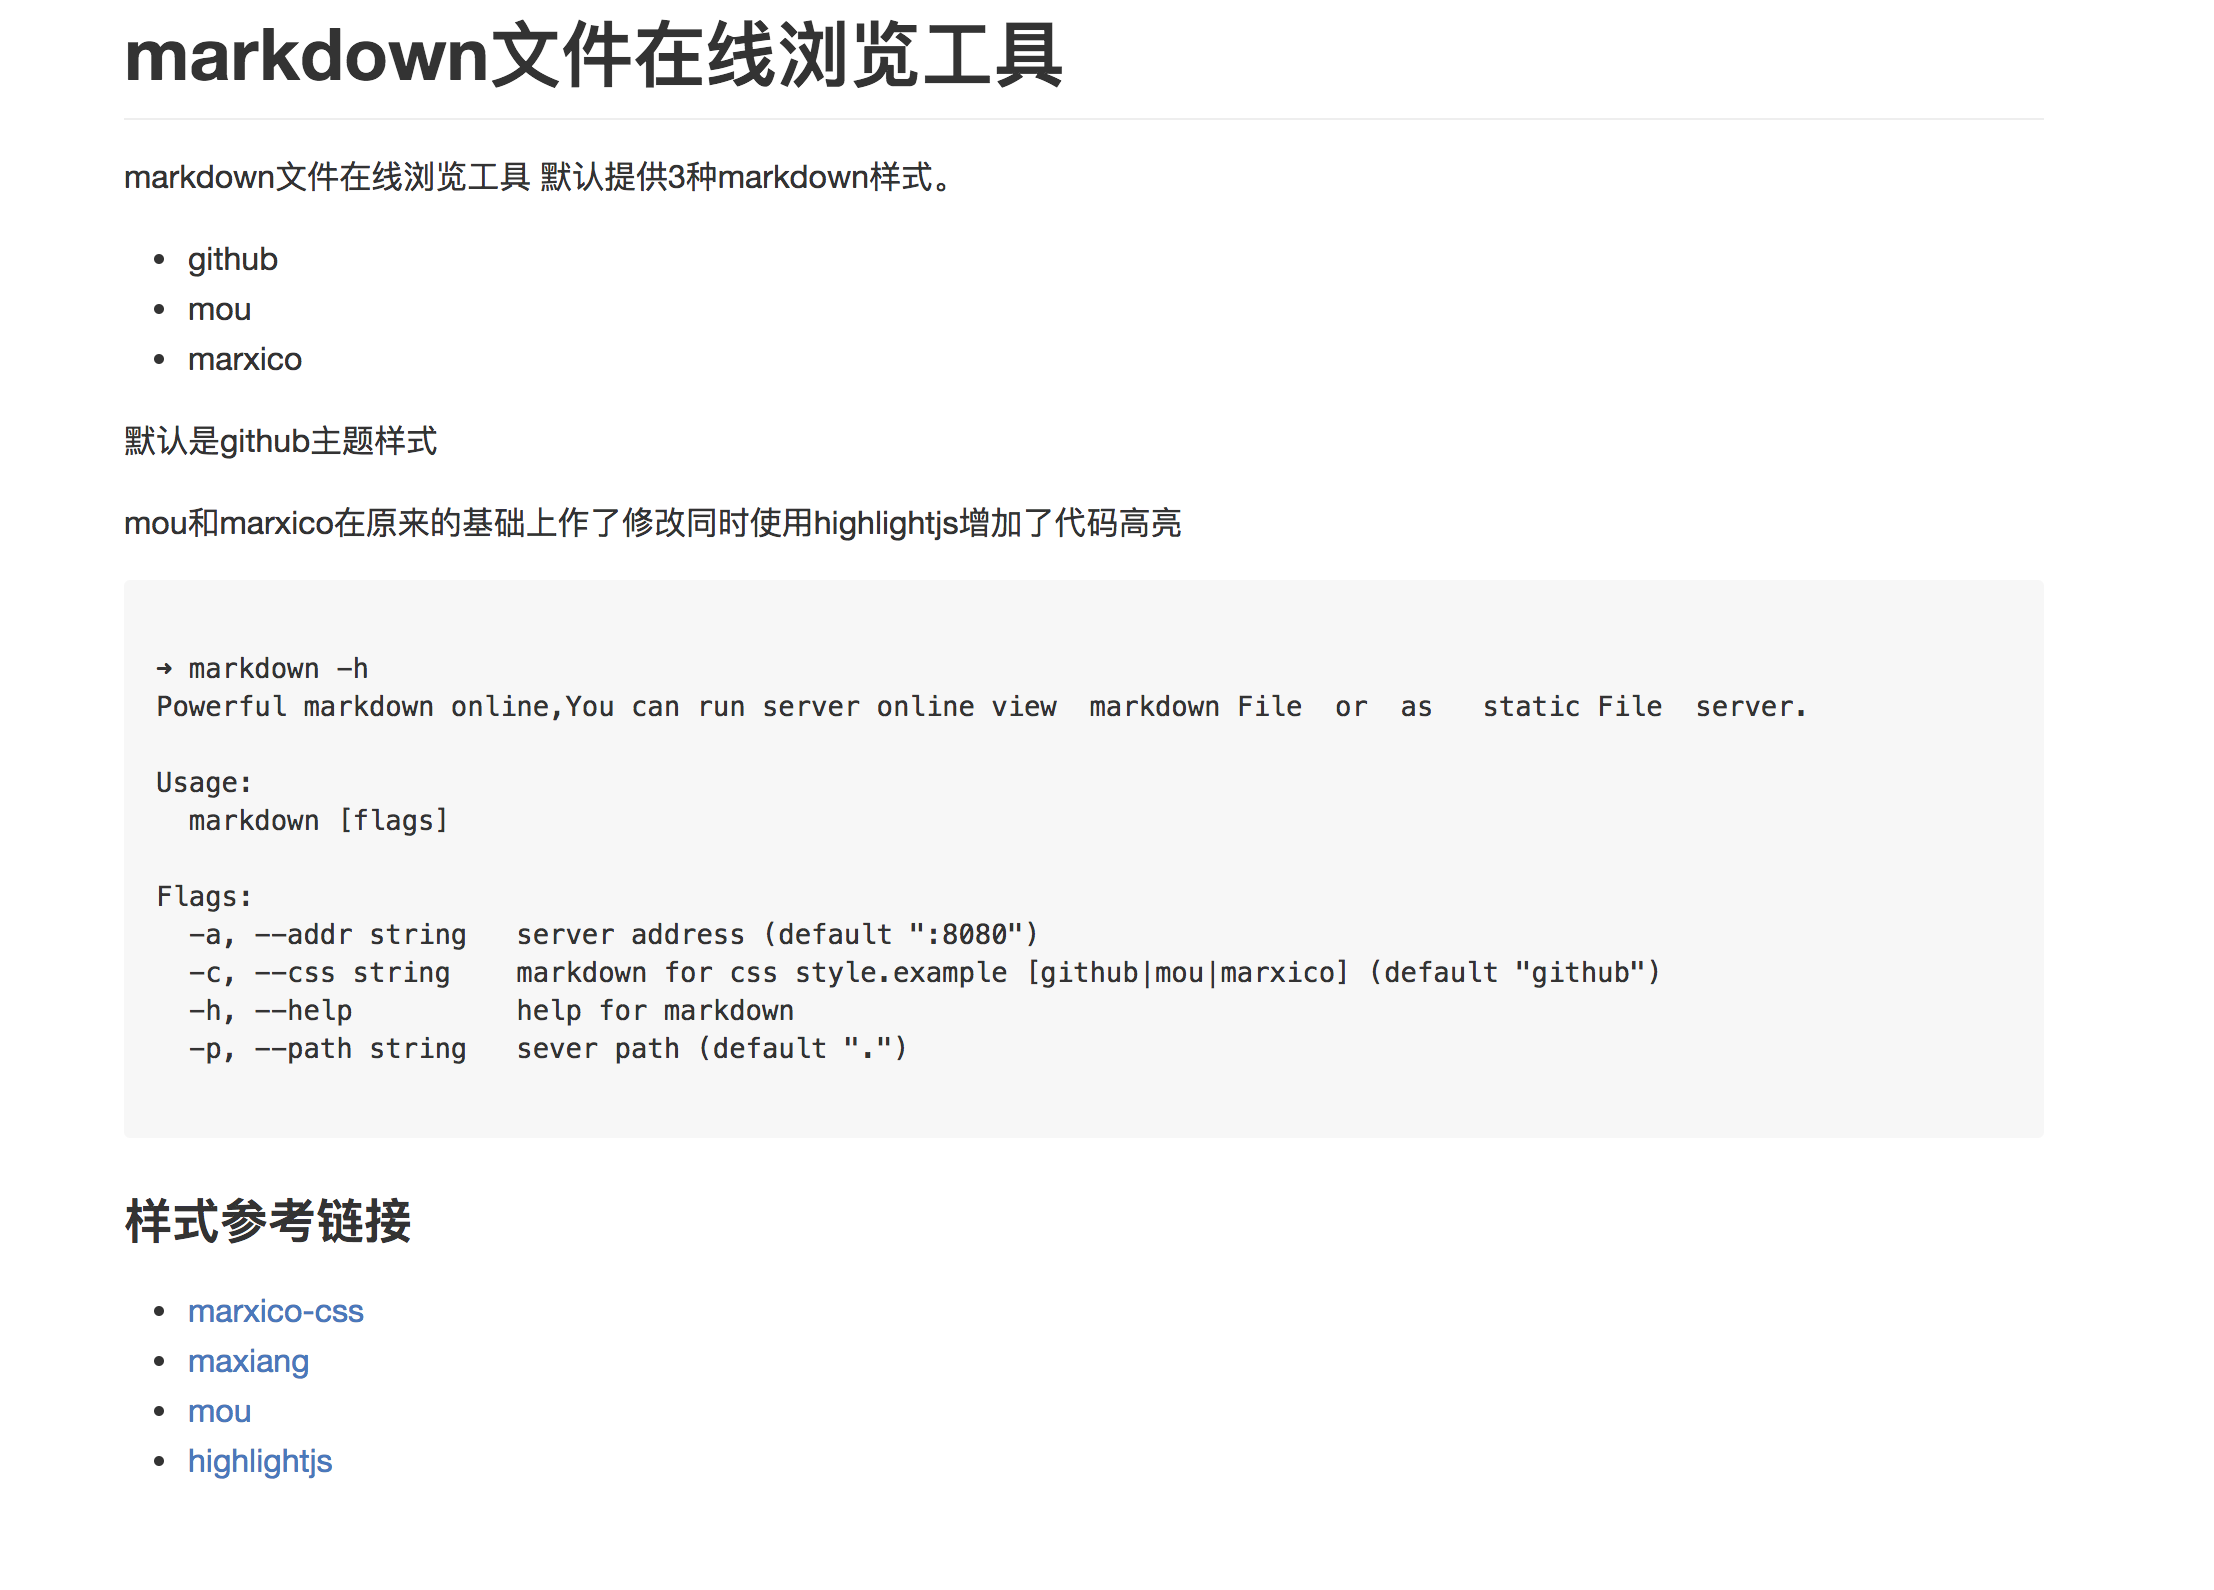 markdown文件在线浏览工具
markdown文件在线浏览工具 默认提供3种markdown样式。
• github
• mou
• marxico
默认是github主题样式
mou和marxico在原来的基础上作了修改同时使用highlightjs增加了代码高亮
➜ markdown -h
Powerful markdown online,You can run server online view  markdown File  or  as   static File  server.
Usage:
  markdown [flags]
Flags:
  -a, --addr string   server address (default ":8080")
  -c, --css string    markdown for css style.example [github|mou|marxico] (default "github")
  -h, --help          help for markdown
  -p, --path string   sever path (default ".")
样式参考链接
• marxico-css
• maxiang
• mou
• highlightjs